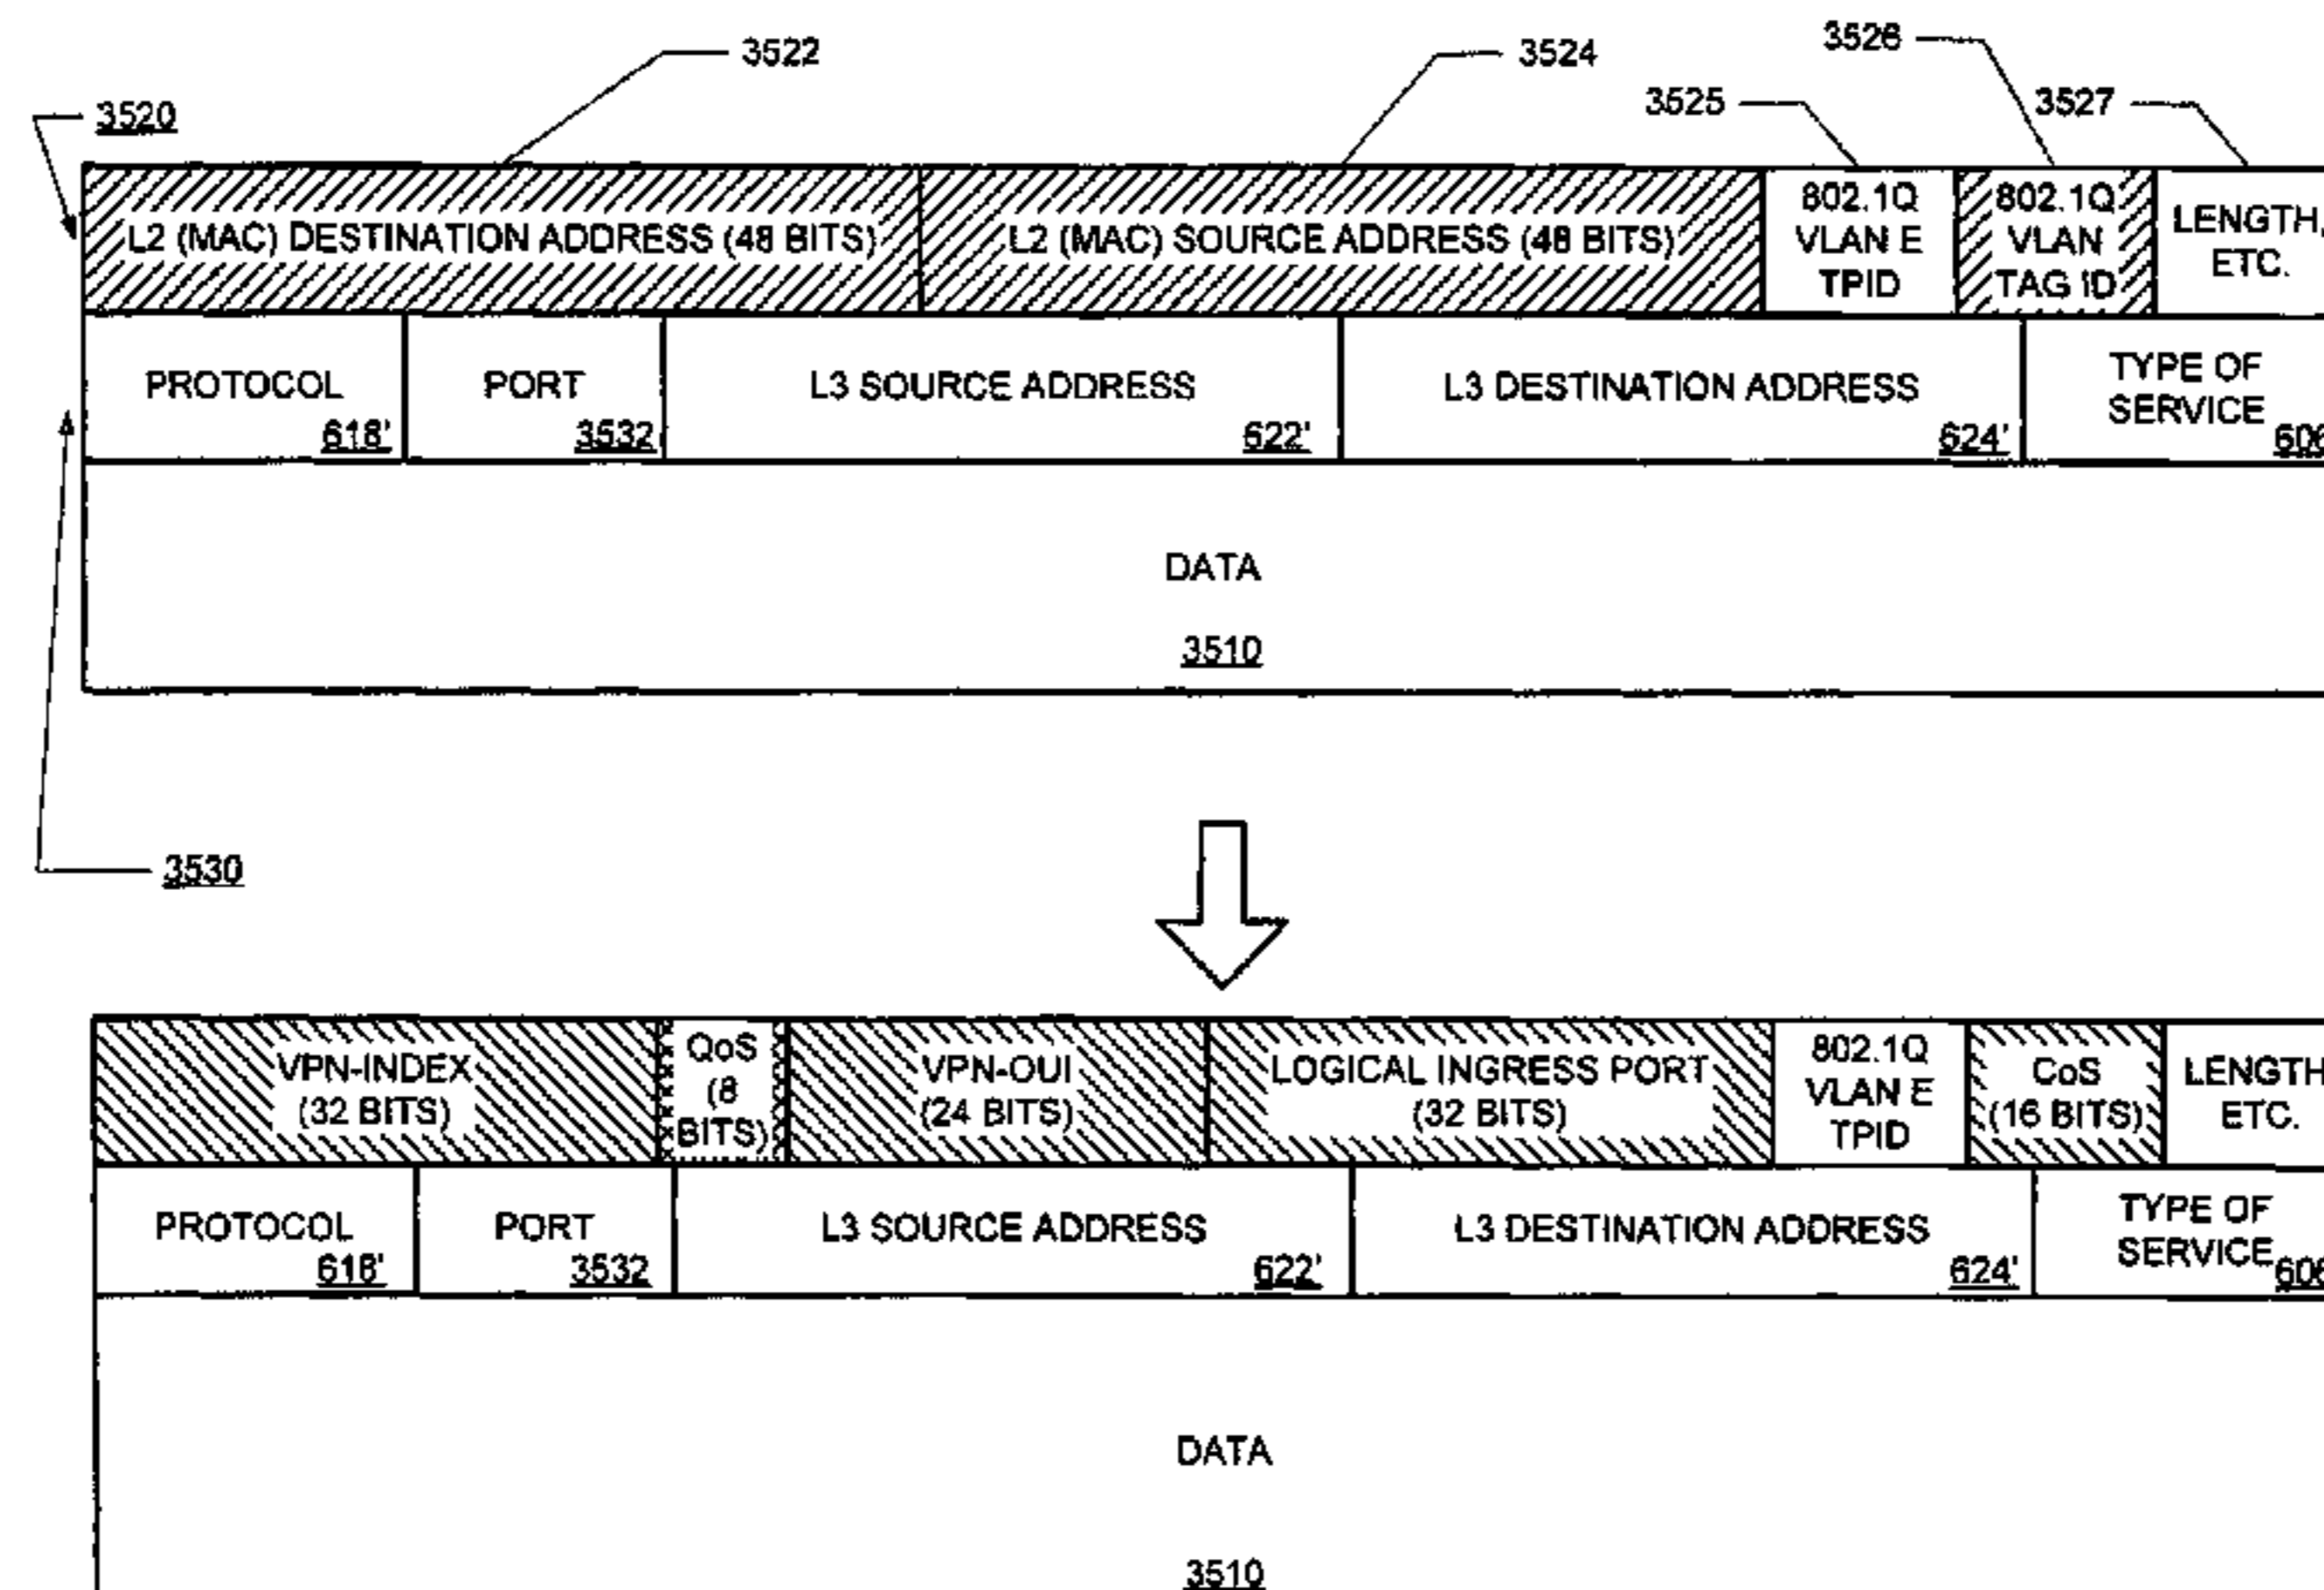 3522
3524
3526
3520
3525
3527
L2 (MAC) DESTINATION ADDRESS (48 BITS)
L2 (MAC) SOURCE ADDRESS (48 BITS)
802.1Q
VLAN E
TPID
802.1Q
VLAN
TAG ID
LENGTH,
ETC.
PROTOCOL
618'
PORT
3532
L3 SOURCE ADDRESS
622'
L3 DESTINATION ADDRESS
624'
TYPE OF
SERVICE
606
DATA
3510
3530
VPN-INDEX
(32 BITS)
QoS
(8
BITS)
VPN-OUI
(24 BITS)
LOGICAL INGRESS PORT
(32 BITS)
802.1Q
VLAN E
TPID
CoS
(16 BITS)
LENGTH
ETC.
PROTOCOL
618'
PORT
3532
L3 SOURCE ADDRESS
622'
L3 DESTINATION ADDRESS
624'
TYPE OF
SERVICE
606
DATA
3510